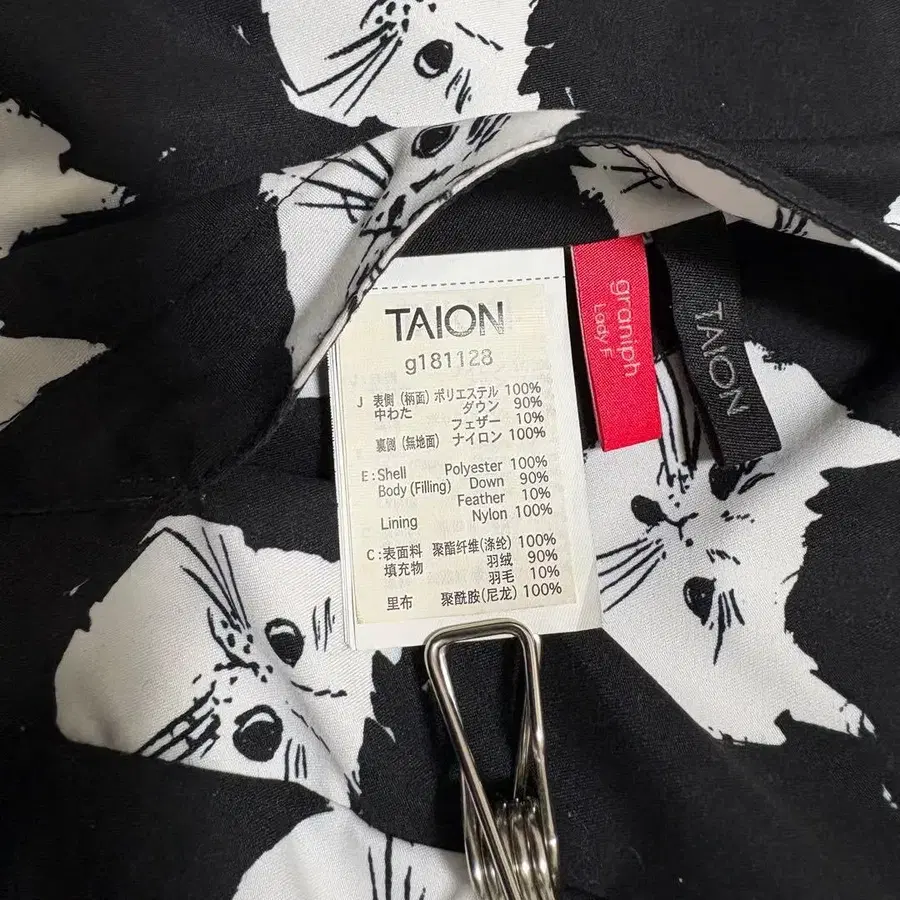 TAION
g181128
J 表側 (柄面) ポリエステル 100%
中わた ダウン 90%
フェザー 10%
裏側 (無地面) ナイロン 100%
E : Shell Polyester 100%
Body (Filling) Down 90%
Feather 10%
Lining Nylon 100%
C : 表面料 聚酯纤维(涤纶) 100%
填充物 羽绒 90%
羽毛 10%
里布 聚酰胺(尼龙) 100%
graniph
Lady F
TAION